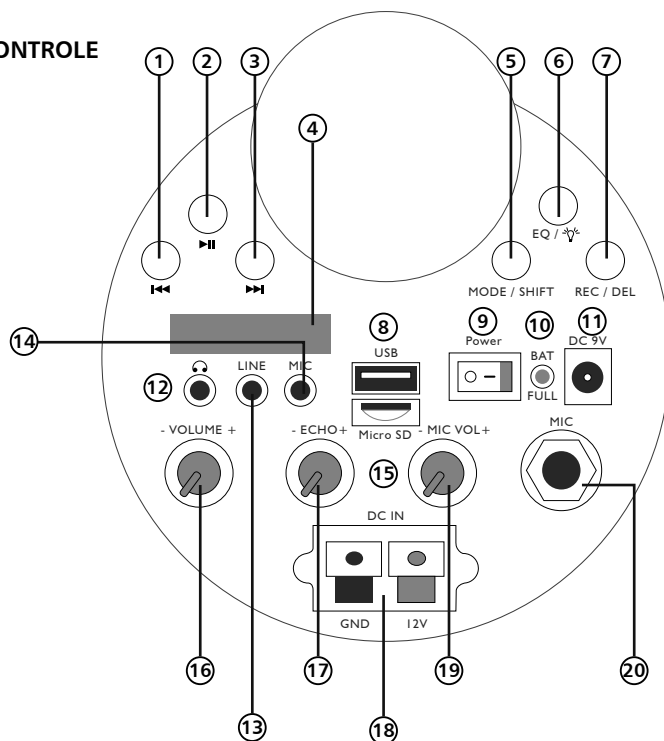 ONTROLE
1 2 3 5 6 7
4
EQ /
MODE / SHIFT REC / DEL
8 9 10 11
Power DC 9V
USB BAT
14
LINE MIC
12
FULL
Micro SD
- VOLUME + - ECHO+ - MIC VOL+ MIC
15
DC IN
GND 12V
16 17 19 20
13 18